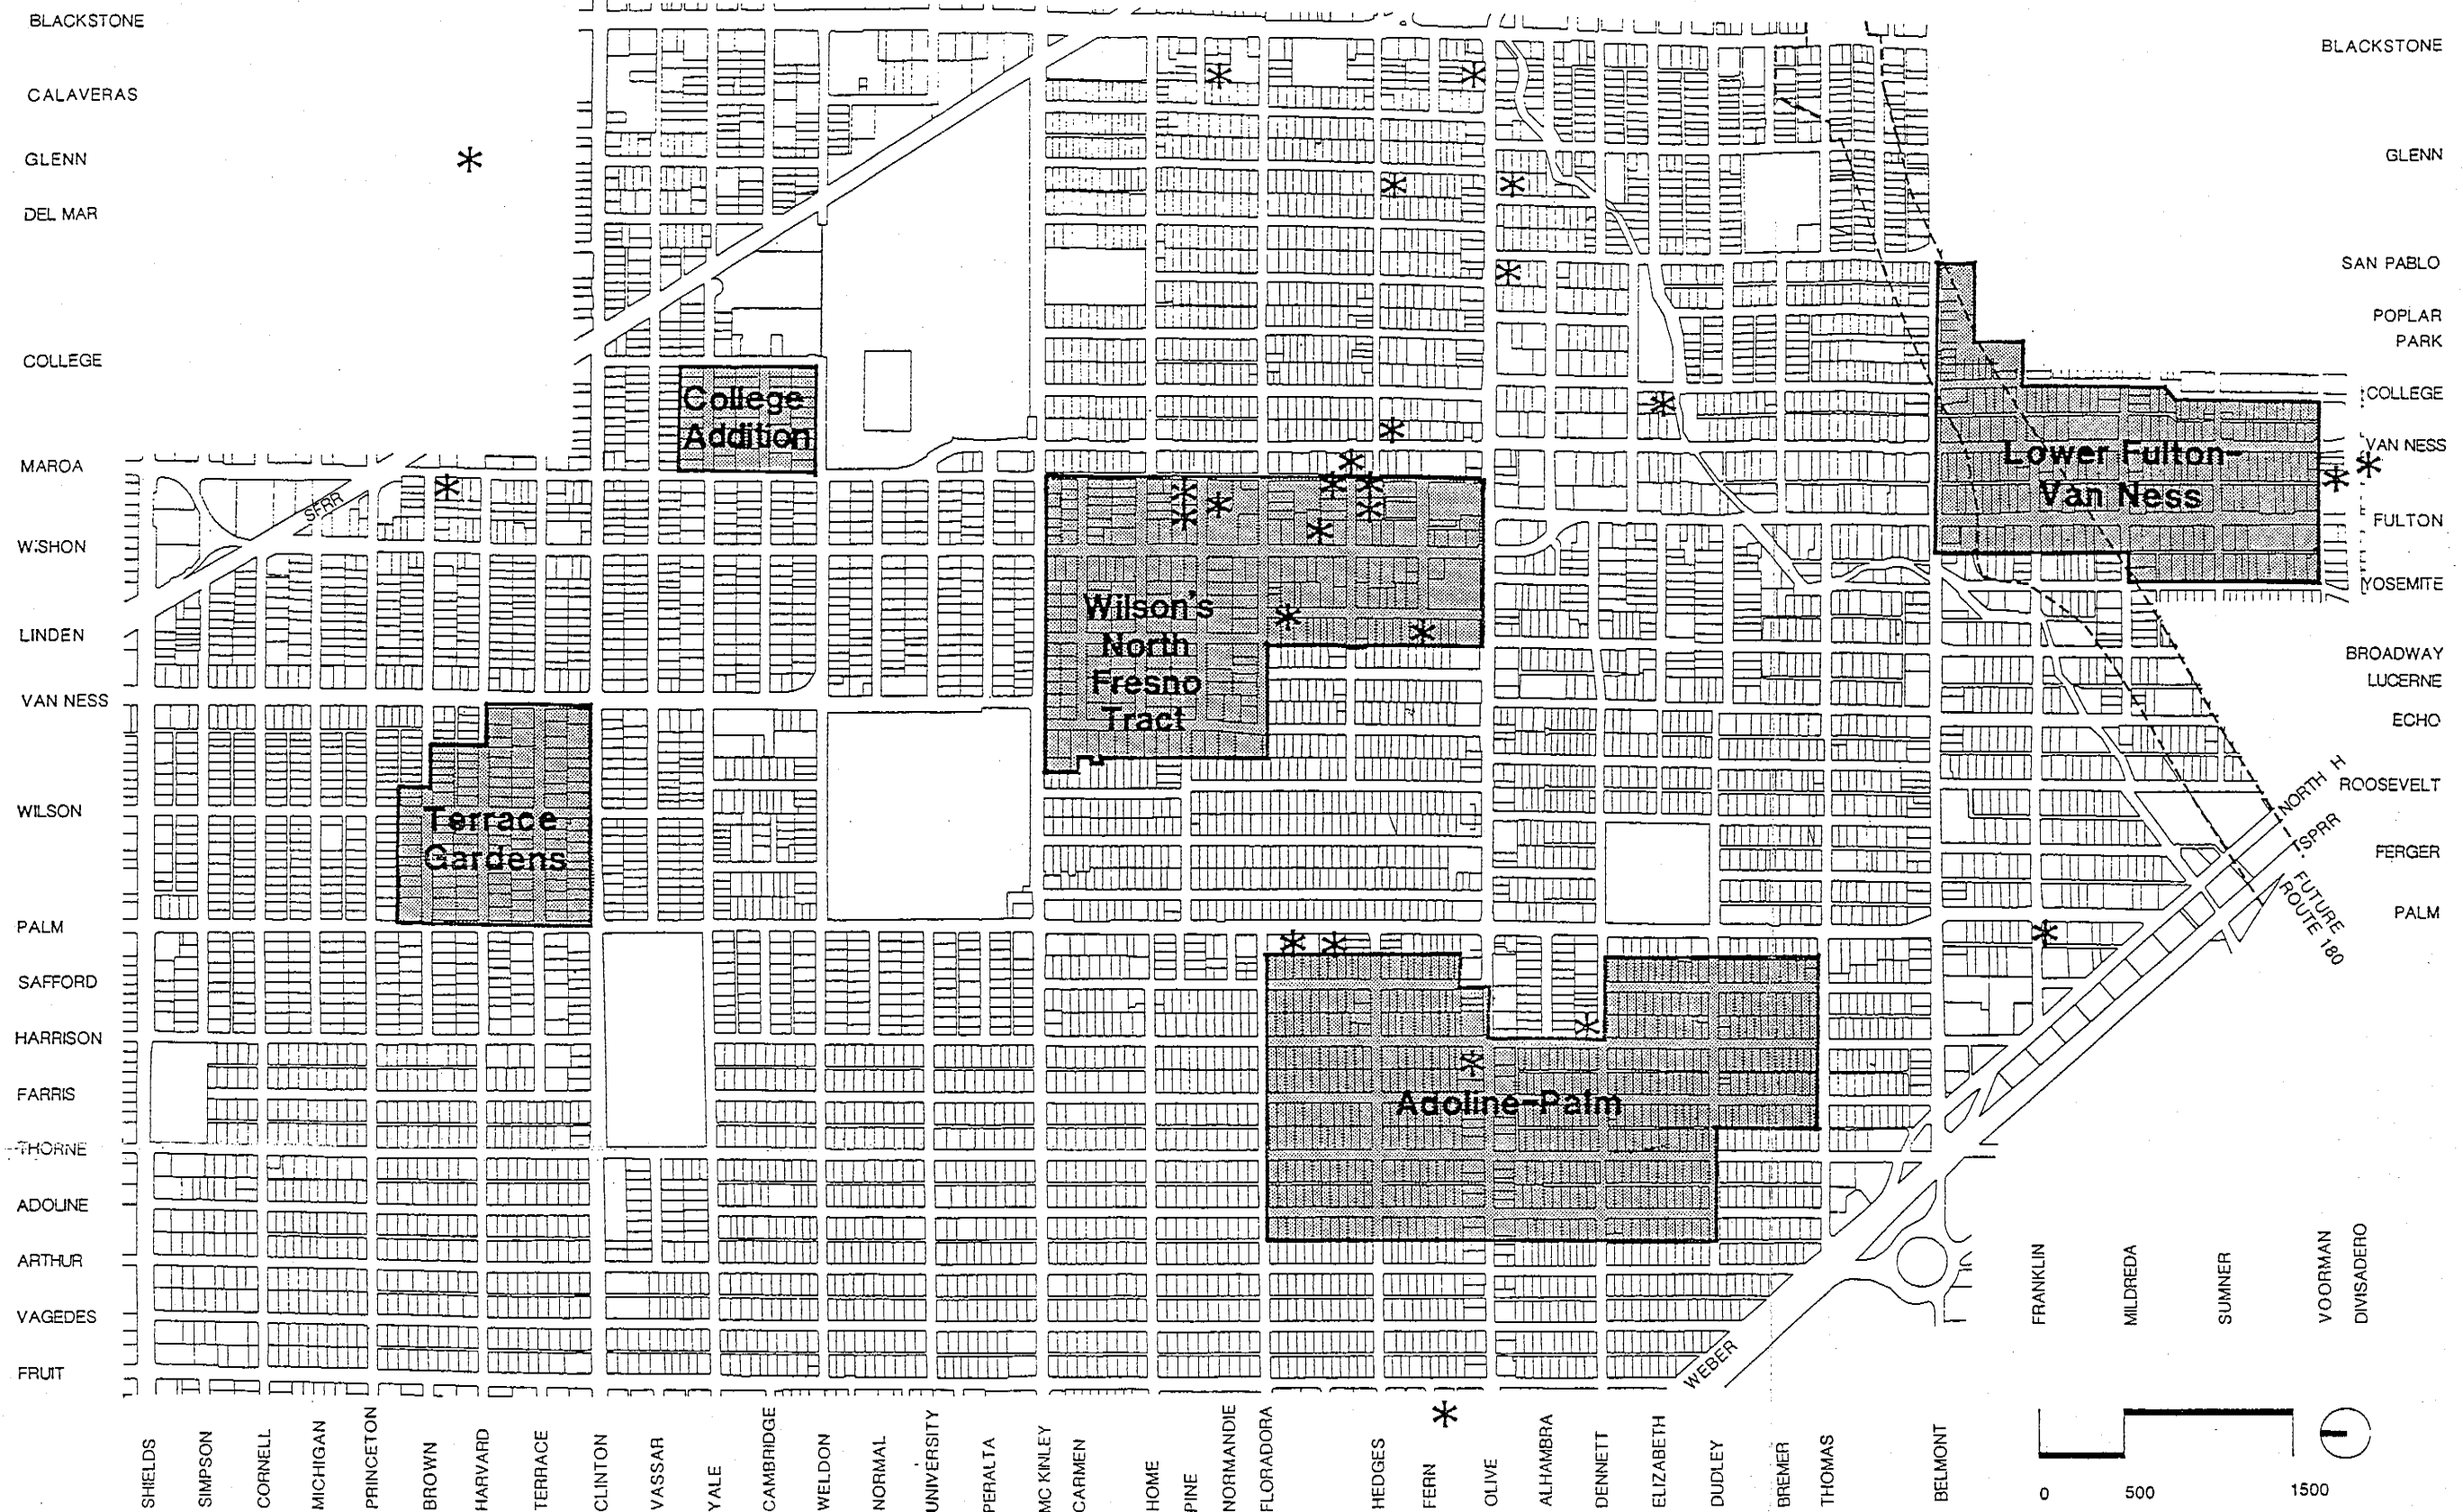 BLACKSTONE
CALAVERAS
GLENN
DEL MAR
COLLEGE
MAROA
WISHON
LINDEN
VAN NESS
WILSON
PALM
SAFFORD
HARRISON
FARRIS
THORNE
ADOLINE
ARTHUR
VAGEDES
FRUIT
SFRR
College
Addition
Terrace
Gardens
Wilson's
North
Fresno
Tract
Adoline-Palm
Lower Fulton-
Van Ness
BLACKSTONE
GLENN
SAN PABLO
POPLAR
PARK
COLLEGE
VAN NESS
FULTON
YOSEMITE
BROADWAY
LUCERNE
ECHO
NORTH H
ROOSEVELT
SPRR
FERGER
FUTURE
ROUTE 180
PALM
WEBER
FRANKLIN
MILDREDA
SUMNER
VOORMAN
DIVISADERO
SHIELDS
SIMPSON
CORNELL
MICHIGAN
PRINCETON
BROWN
HARVARD
TERRACE
CLINTON
VASSAR
YALE
CAMBRIDGE
WELDON
NORMAL
UNIVERSITY
PERALTA
MC KINLEY
CARMEN
HOME
PINE
NORMANDIE
FLORADORA
HEDGES
FERN
OLIVE
ALHAMBRA
DENNETT
ELIZABETH
DUDLEY
BREMER
THOMAS
BELMONT
0 500 1500